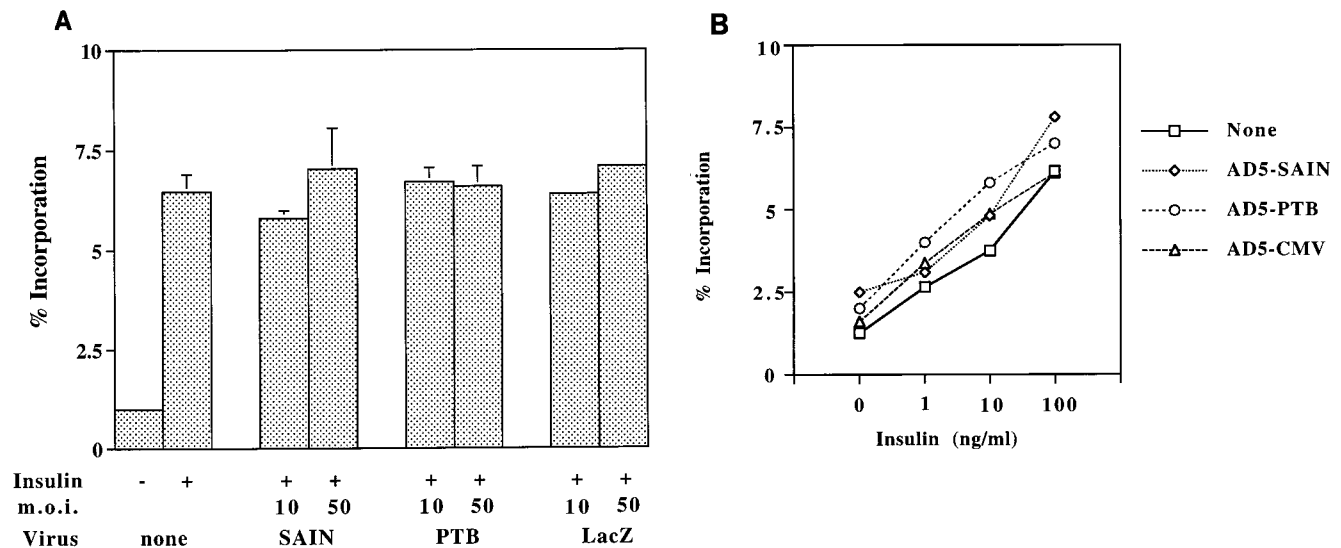 A
10
7.5
5
2.5
0
% Incorporation
Insulin - + + + + + + +
m.o.i. 10 50 10 50 10 50
Virus none SAIN PTB LacZ
B
10
7.5
5
2.5
0
% Incorporation
0 1 10 100
Insulin (ng/ml)
None
AD5-SAIN
AD5-PTB
AD5-CMV